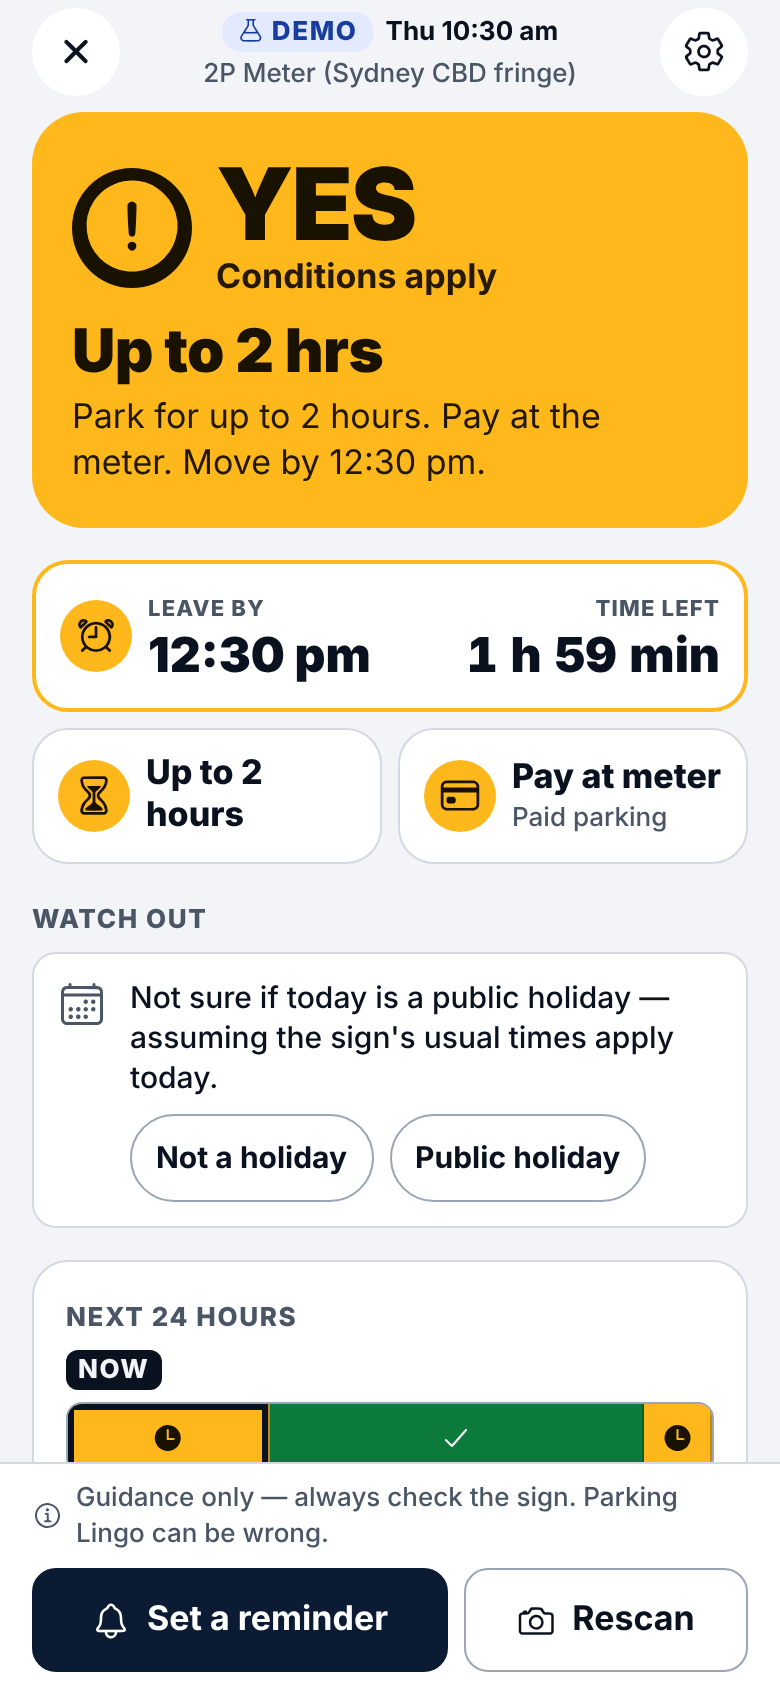 DEMO Thu 10:30 am
2P Meter (Sydney CBD fringe)
YES
Conditions apply
Up to 2 hrs
Park for up to 2 hours. Pay at the
meter. Move by 12:30 pm.
LEAVE BY
12:30 pm
TIME LEFT
1 h 59 min
Up to 2
hours
Pay at meter
Paid parking
WATCH OUT
Not sure if today is a public holiday —
assuming the sign's usual times apply
today.
Not a holiday
Public holiday
NEXT 24 HOURS
NOW
Guidance only — always check the sign. Parking
Lingo can be wrong.
Set a reminder
Rescan